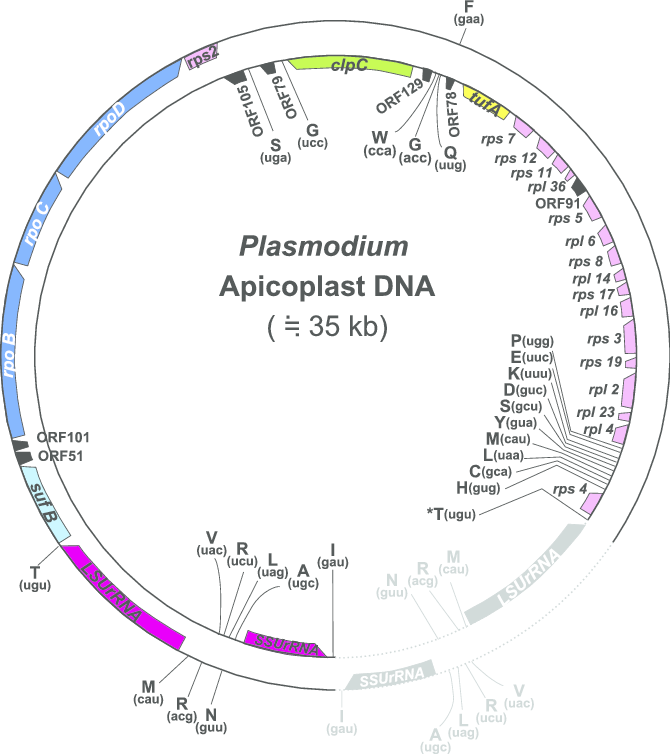 F
(gaa)
rps2
clpC
ORF105
ORF79
ORF129
ORF78
tufA
S
(uga)
G
(ucc)
W
(cca)
G
(acc)
Q
(uug)
rps 7
rps 12
rps 11
rpl 36
ORF91
rps 5
rpl 6
rps 8
rpl 14
rps 17
rpl 16
rps 3
rps 19
rpl 2
rpl 23
rpl 4
rpoD
rpo C
rpo B
Plasmodium
Apicoplast DNA
( ≒ 35 kb)
P(ugg)
E(uuc)
K(uuu)
D(guc)
S(gcu)
Y(gua)
M(cau)
L(uaa)
C(gca)
H(gug)
rps 4
*T(ugu)
ORF101
ORF51
suf B
T
(ugu)
LSUrRNA
V
(uac)
R
(ucu)
L
(uag)
A
(ugc)
I
(gau)
SSUrRNA
M
(cau)
R
(acg)
N
(guu)
N
(guu)
R
(acg)
M
(cau)
LSUrRNA
SSUrRNA
I
(gau)
A
(ugc)
L
(uag)
R
(ucu)
V
(uac)